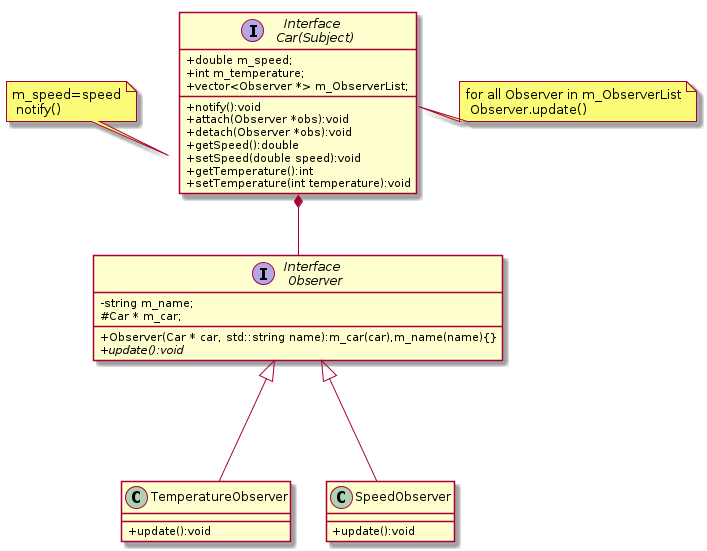 I
Interface
Car(Subject)
+double m_speed;
+int m_temperature;
+vector<Observer *> m_ObserverList;
+notify():void
+attach(Observer *obs):void
+detach(Observer *obs):void
+getSpeed():double
+setSpeed(double speed):void
+getTemperature():int
+setTemperature(int temperature):void
m_speed=speed
notify()
for all Observer in m_ObserverList
Observer.update()
I
Interface
Observer
-string m_name;
#Car * m_car;
+Observer(Car * car, std::string name):m_car(car),m_name(name){}
+update():void
C TemperatureObserver
+update():void
C SpeedObserver
+update():void